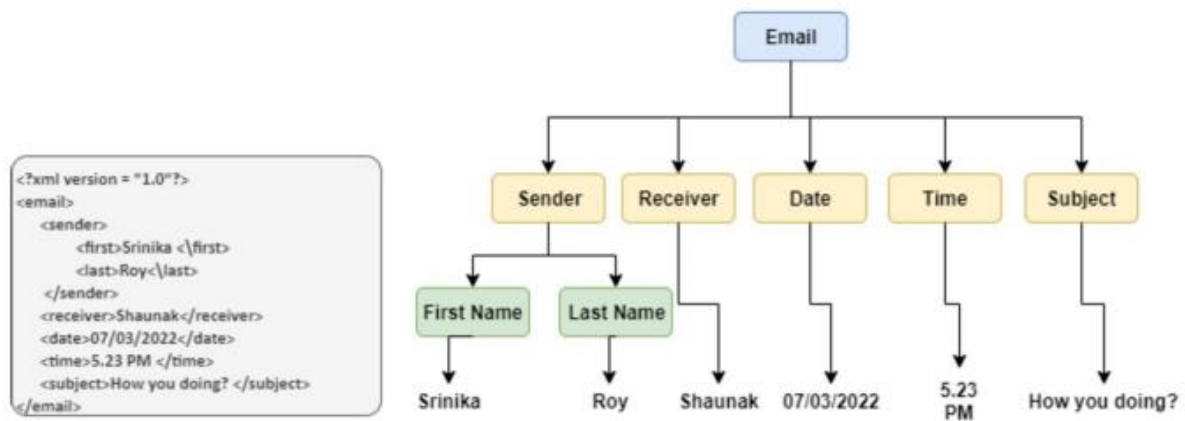 <?xml version = "1.0"?>
<email>
<sender>
<first>Srinika <\first>
<last>Roy<\last>
</sender>
<receiver>Shaunak</receiver>
<date>07/03/2022</date>
<time>5.23 PM </time>
<subject>How you doing? </subject>
</email>
Email
Sender
Receiver
Date
Time
Subject
First Name
Last Name
Srinika
Roy
Shaunak
07/03/2022
5.23
PM
How you doing?